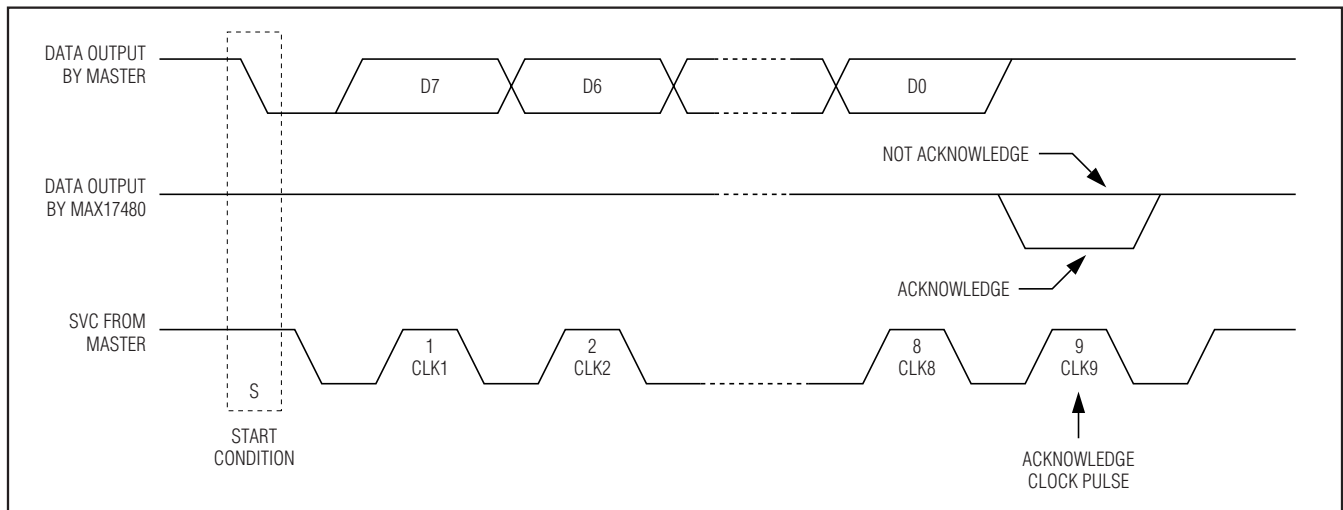 DATA OUTPUT
BY MASTER
D7
D6
D0
NOT ACKNOWLEDGE
DATA OUTPUT
BY MAX17480
ACKNOWLEDGE
SVC FROM
MASTER
1
CLK1
2
CLK2
8
CLK8
9
CLK9
S
START
CONDITION
ACKNOWLEDGE
CLOCK PULSE